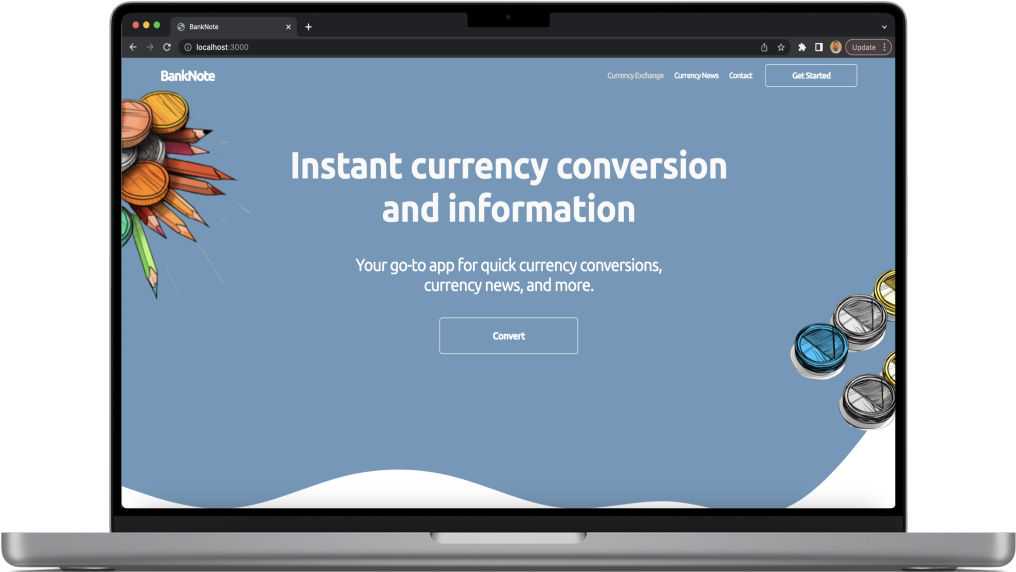 BankNote
localhost:3000
Update
BankNote
Currency Exchange
Currency News
Contact
Get Started
Instant currency conversion
and information
Your go-to app for quick currency conversions,
currency news, and more.
Convert